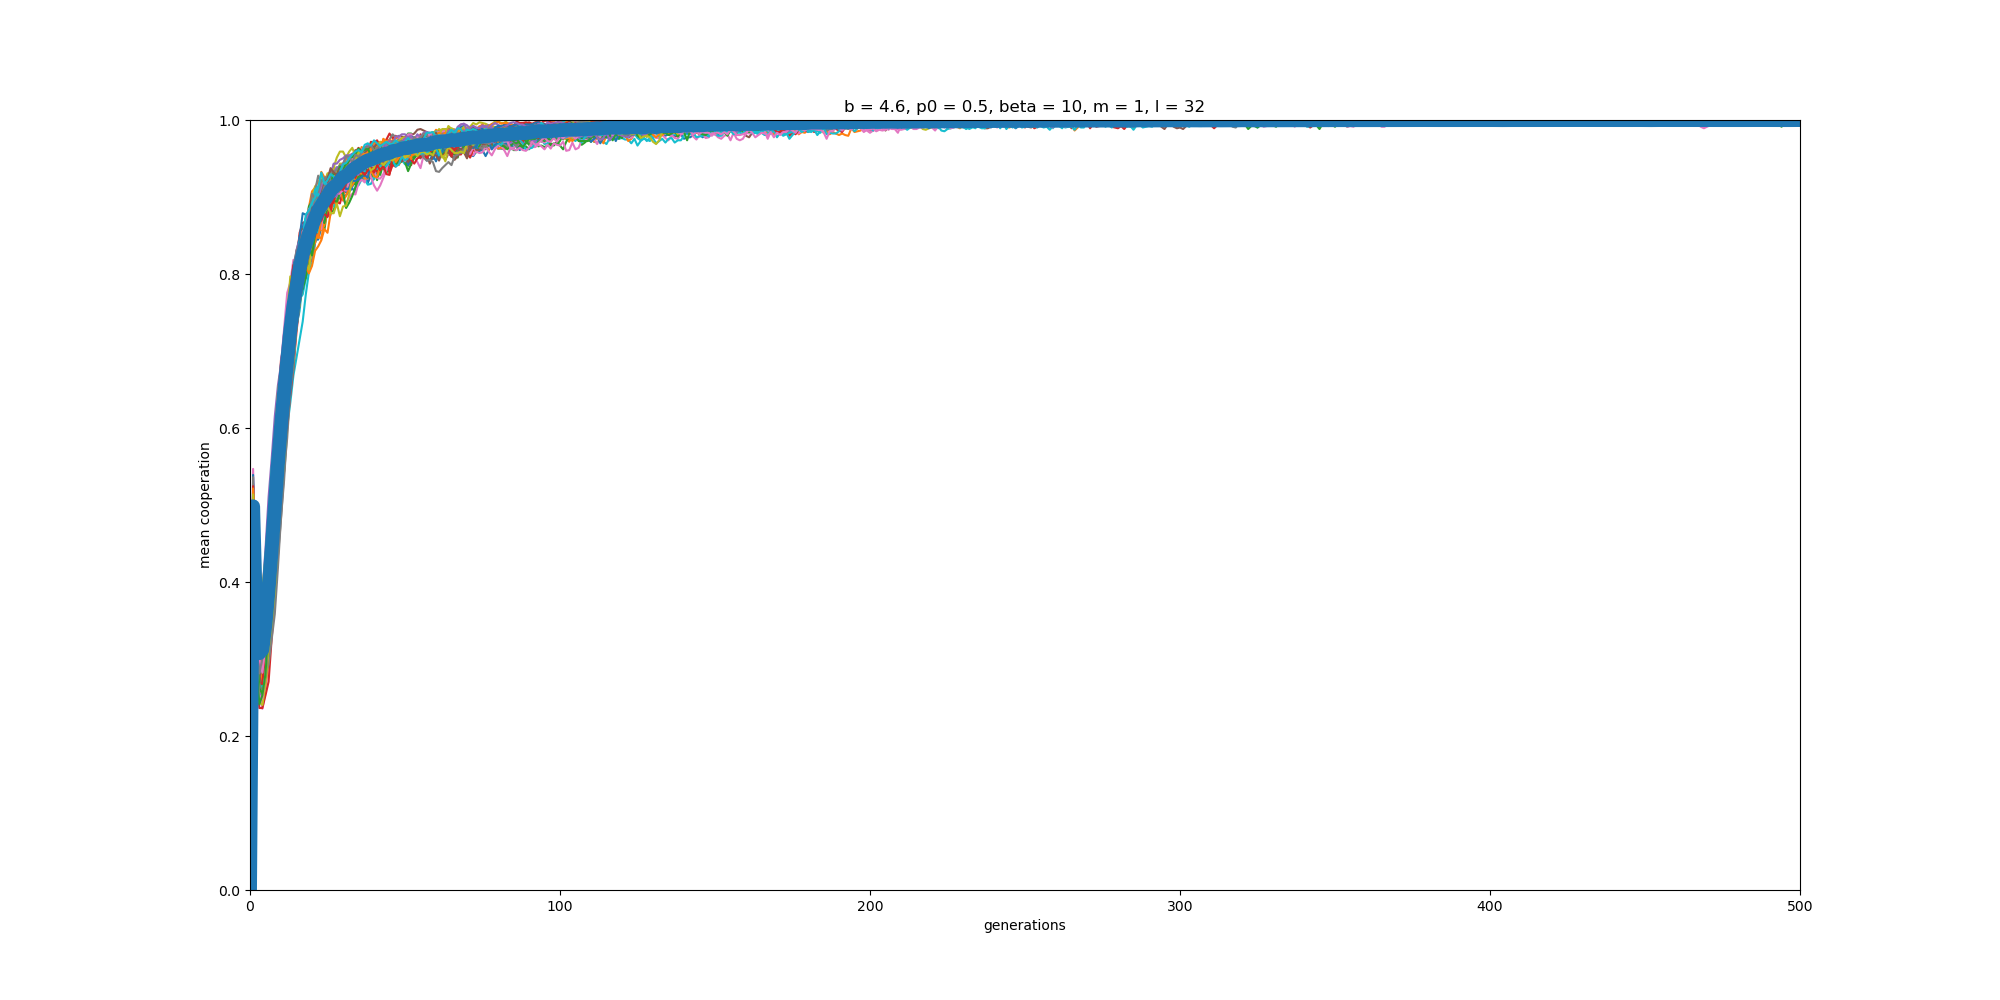 b = 4.6, p0 = 0.5, beta = 10, m = 1, l = 32
1.0
0.8
0.6
0.4
0.2
0.0
mean cooperation
0 100 200 300 400 500
generations